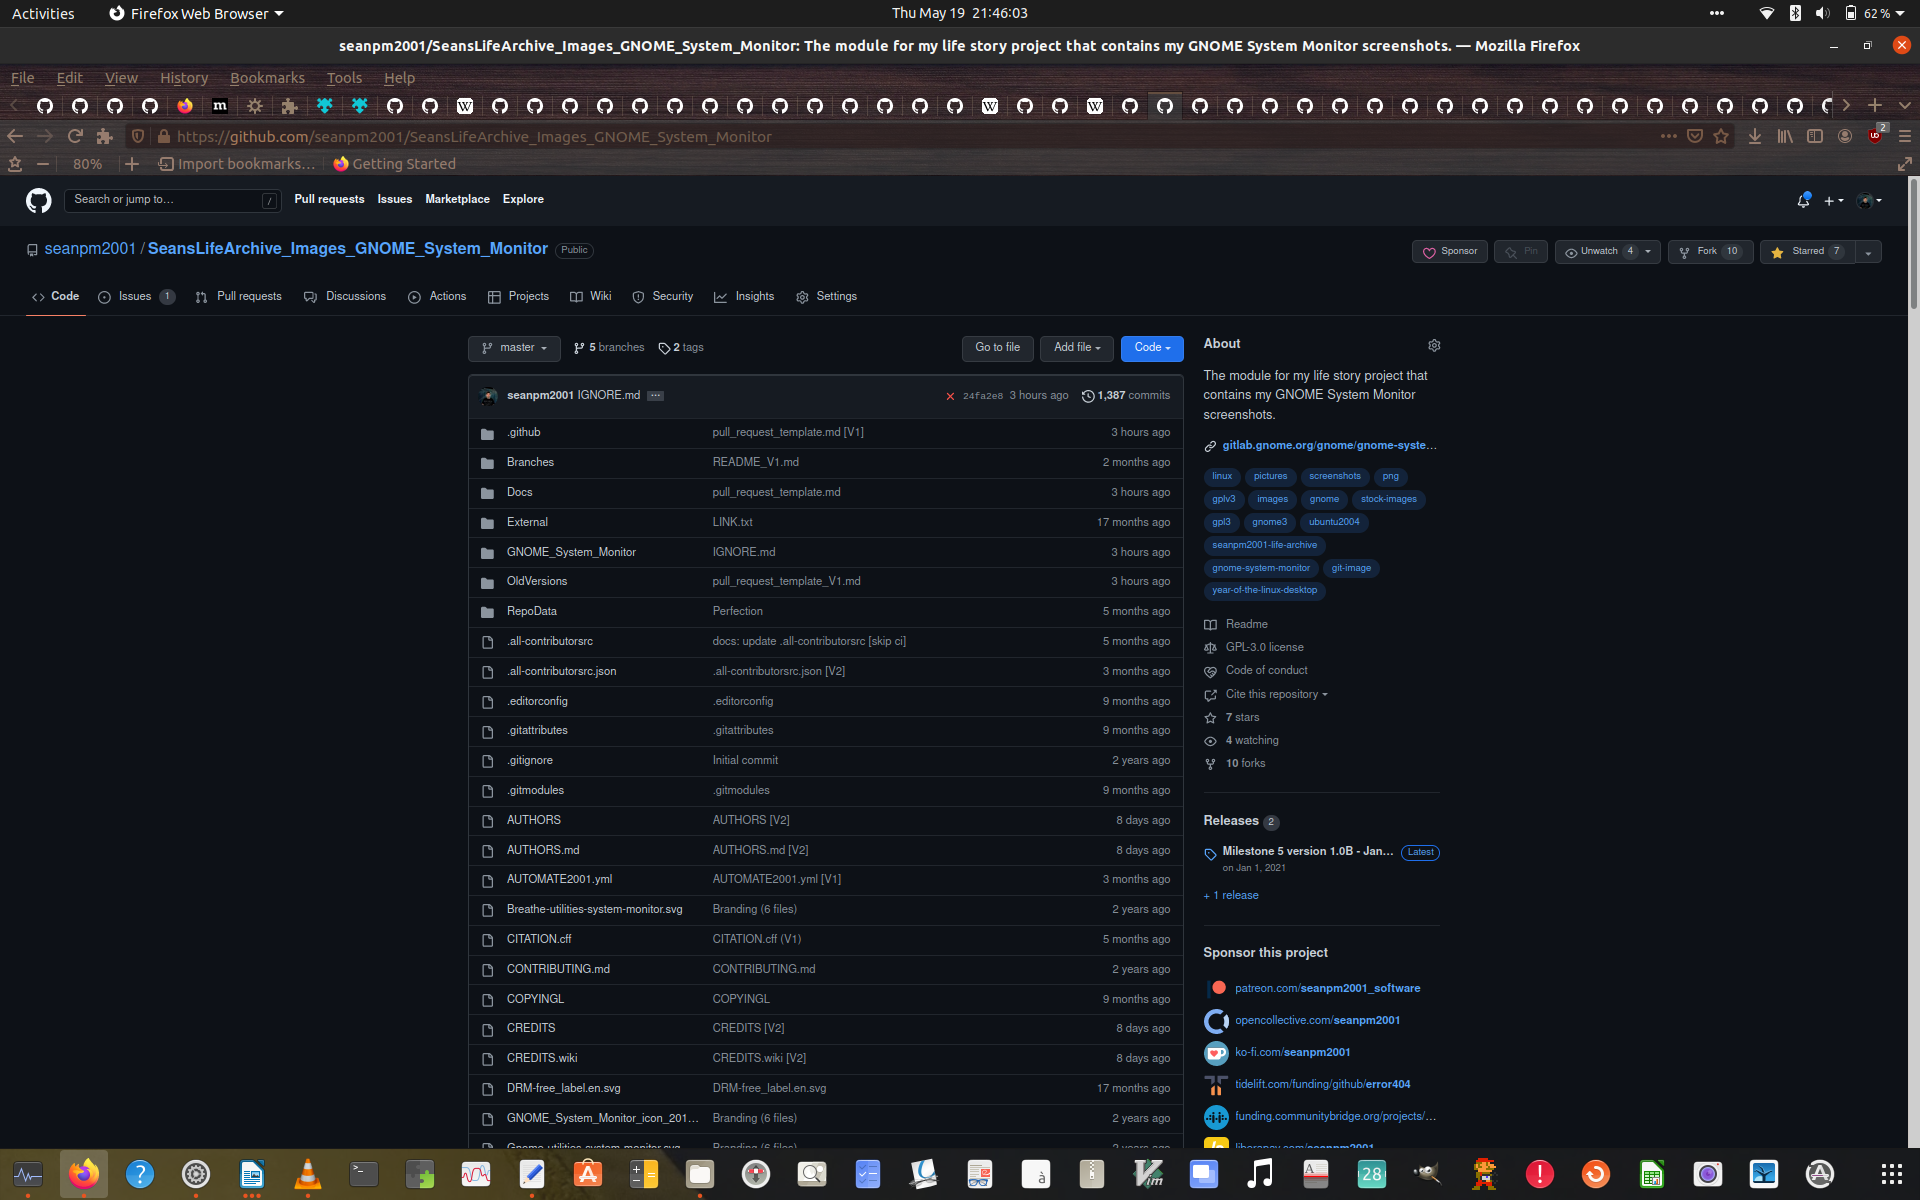 Activities Firefox Web Browser Thu May 19 21:46:03 62 %
seanpm2001/SeansLifeArchive_Images_GNOME_System_Monitor: The module for my life story project that contains my GNOME System Monitor screenshots. — Mozilla Firefox
File Edit View History Bookmarks Tools Help
https://github.com/seanpm2001/SeansLifeArchive_Images_GNOME_System_Monitor 2
80% Import bookmarks... Getting Started
Search or jump to... / Pull requests Issues Marketplace Explore
seanpm2001 / SeansLifeArchive_Images_GNOME_System_Monitor Public Sponsor Pin Unwatch 4 Fork 10 Starred 7
Code Issues 1 Pull requests Discussions Actions Projects Wiki Security Insights Settings
master 5 branches 2 tags Go to file Add file Code
seanpm2001 IGNORE.md ... 24fa2e8 3 hours ago 1,387 commits
.github pull_request_template.md [V1] 3 hours ago
Branches README_V1.md 2 months ago
Docs pull_request_template.md 3 hours ago
External LINK.txt 17 months ago
GNOME_System_Monitor IGNORE.md 3 hours ago
OldVersions pull_request_template_V1.md 3 hours ago
RepoData Perfection 5 months ago
.all-contributorsrc docs: update .all-contributorsrc [skip ci] 5 months ago
.all-contributorsrc.json .all-contributorsrc.json [V2] 3 months ago
.editorconfig .editorconfig 9 months ago
.gitattributes .gitattributes 9 months ago
.gitignore Initial commit 2 years ago
.gitmodules .gitmodules 9 months ago
AUTHORS AUTHORS [V2] 8 days ago
AUTHORS.md AUTHORS.md [V2] 8 days ago
AUTOMATE2001.yml AUTOMATE2001.yml [V1] 3 months ago
Breathe-utilities-system-monitor.svg Branding (6 files) 2 years ago
CITATION.cff CITATION.cff (V1) 5 months ago
CONTRIBUTING.md CONTRIBUTING.md 2 years ago
COPYINGL COPYINGL 9 months ago
CREDITS CREDITS [V2] 8 days ago
CREDITS.wiki CREDITS.wiki [V2] 8 days ago
DRM-free_label.en.svg DRM-free_label.en.svg 17 months ago
GNOME_System_Monitor_icon_201... Branding (6 files) 2 years ago
Gnome-utilities-system-monitor.svg Branding (6 files) 2 years ago
About
The module for my life story project that
contains my GNOME System Monitor
screenshots.
gitlab.gnome.org/gnome/gnome-syste...
linux pictures screenshots png
gplv3 images gnome stock-images
gpl3 gnome3 ubuntu2004
seanpm2001-life-archive
gnome-system-monitor git-image
year-of-the-linux-desktop
Readme
GPL-3.0 license
Code of conduct
Cite this repository
7 stars
4 watching
10 forks
Releases 2
Milestone 5 version 1.0B - Jan... Latest
on Jan 1, 2021
+ 1 release
Sponsor this project
patreon.com/seanpm2001_software
opencollective.com/seanpm2001
ko-fi.com/seanpm2001
tidelift.com/funding/github/error404
funding.communitybridge.org/projects/...
liberapay.com/seanpm2001
28